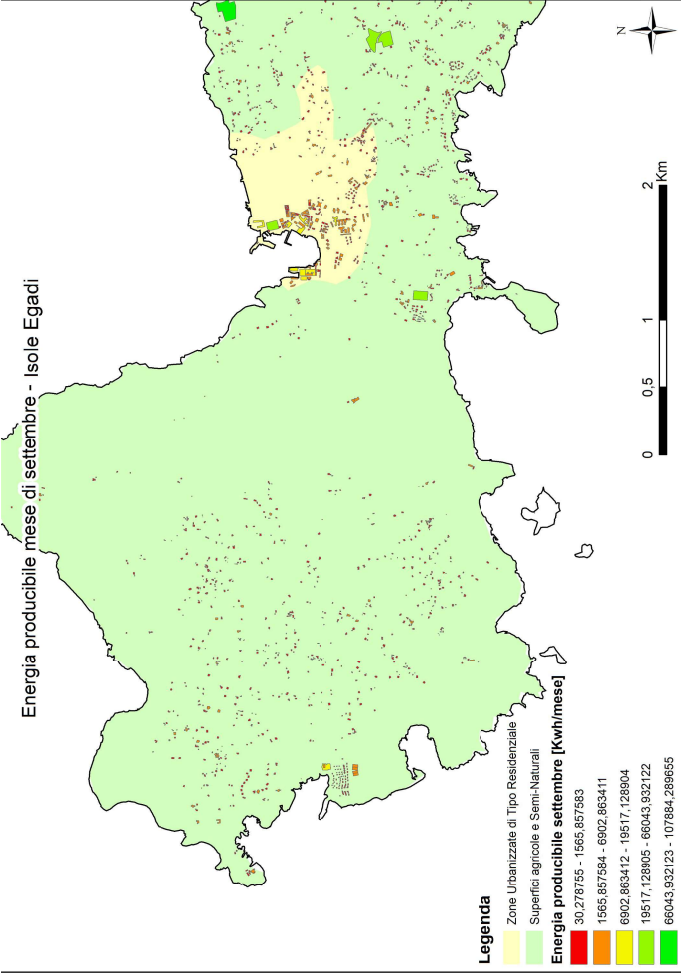 Energia producibile mese di settembre - Isole Egadi
N
0 0,5 1 2 Km
Legenda
Zone Urbanizzate di Tipo Residenziale
Superfici agricole e Semi-Naturali
Energia producibile settembre [Kwh/mese]
30,278755 - 1565,857583
1565,857584 - 6902,863411
6902,863412 - 19517,128904
19517,128905 - 66043,932122
66043,932123 - 107884,289655